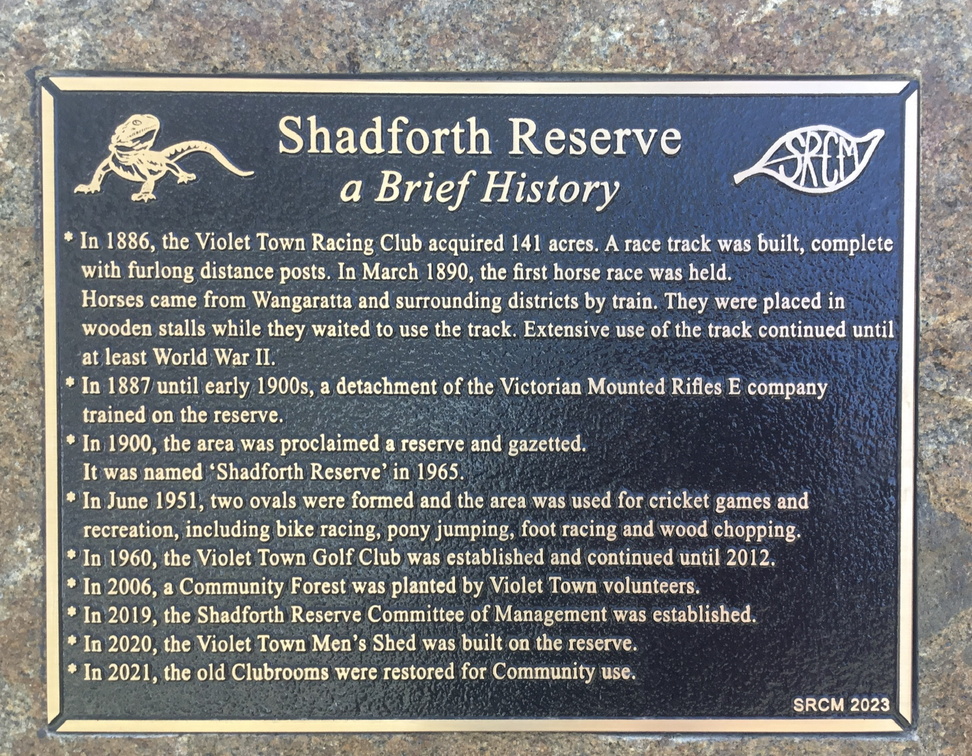 Shadforth Reserve
a Brief History
SRCM
* In 1886, the Violet Town Racing Club acquired 141 acres. A race track was built, complete
with furlong distance posts. In March 1890, the first horse race was held.
Horses came from Wangaratta and surrounding districts by train. They were placed in
wooden stalls while they waited to use the track. Extensive use of the track continued until
at least World War II.
* In 1887 until early 1900s, a detachment of the Victorian Mounted Rifles E company
trained on the reserve.
* In 1900, the area was proclaimed a reserve and gazetted.
It was named ‘Shadforth Reserve’ in 1965.
* In June 1951, two ovals were formed and the area was used for cricket games and
recreation, including bike racing, pony jumping, foot racing and wood chopping.
* In 1960, the Violet Town Golf Club was established and continued until 2012.
* In 2006, a Community Forest was planted by Violet Town volunteers.
* In 2019, the Shadforth Reserve Committee of Management was established.
* In 2020, the Violet Town Men’s Shed was built on the reserve.
* In 2021, the old Clubrooms were restored for Community use.
SRCM 2023